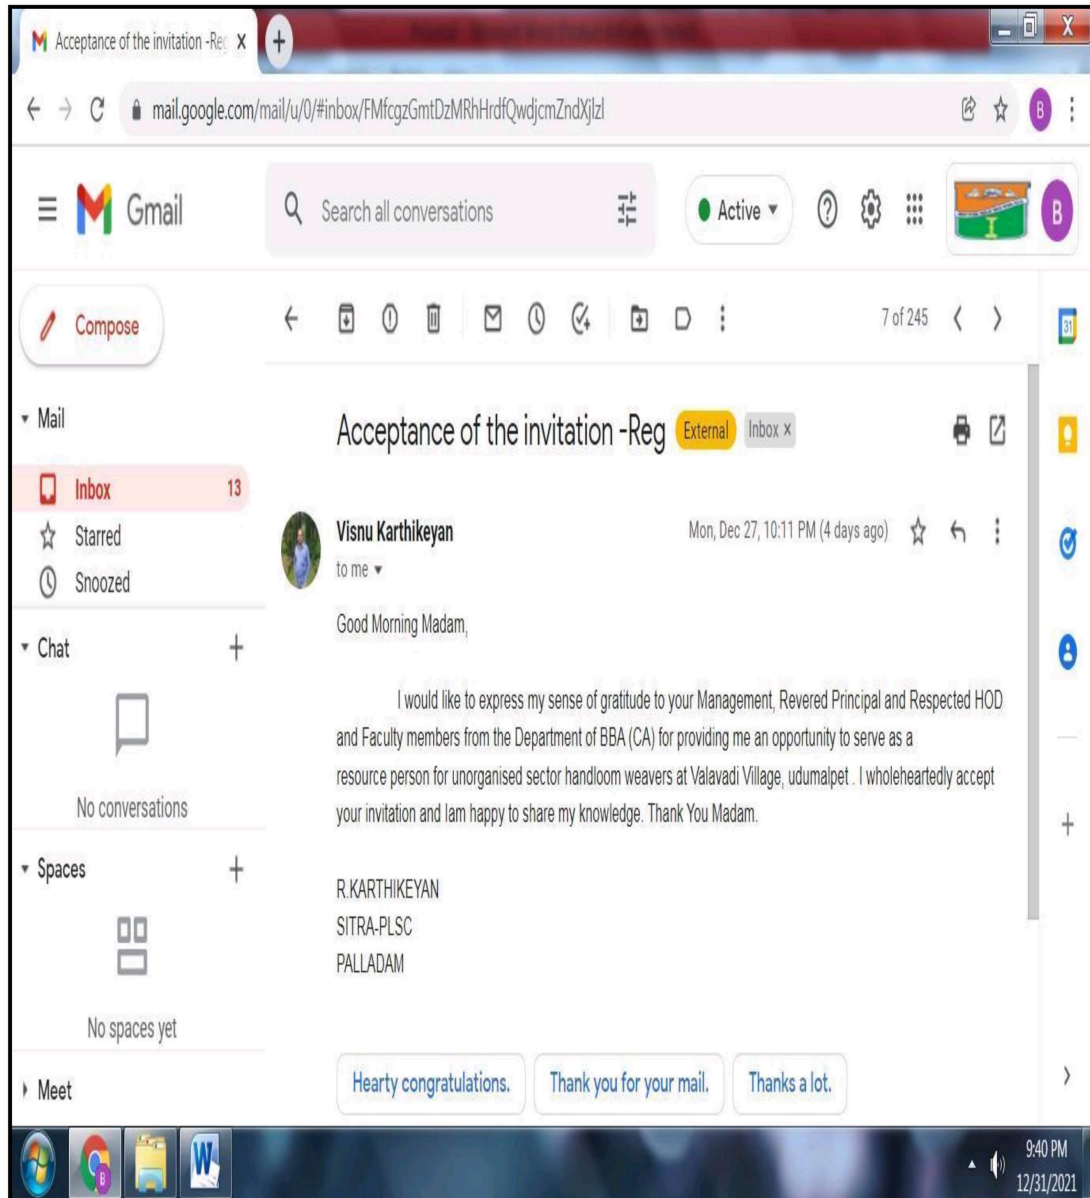 Acceptance of the invitation -Re
mail.google.com/mail/u/0/#inbox/FMfcgzGmtDzMRhHrdfQwdjcmZndXjlzl
B
Gmail
Search all conversations
Active
B
Compose
7 of 245
31
Mail
Acceptance of the invitation -Reg External Inbox ×
Inbox 13
Starred
Snoozed
Visnu Karthikeyan Mon, Dec 27, 10:11 PM (4 days ago)
to me
Good Morning Madam,
Chat
I would like to express my sense of gratitude to your Management, Revered Principal and Respected HOD
and Faculty members from the Department of BBA (CA) for providing me an opportunity to serve as a
resource person for unorganised sector handloom weavers at Valavadi Village, udumalpet . I wholeheartedly accept
your invitation and Iam happy to share my knowledge. Thank You Madam.
No conversations
Spaces
R.KARTHIKEYAN
SITRA-PLSC
PALLADAM
No spaces yet
Meet
Hearty congratulations. Thank you for your mail. Thanks a lot.
9:40 PM
12/31/2021